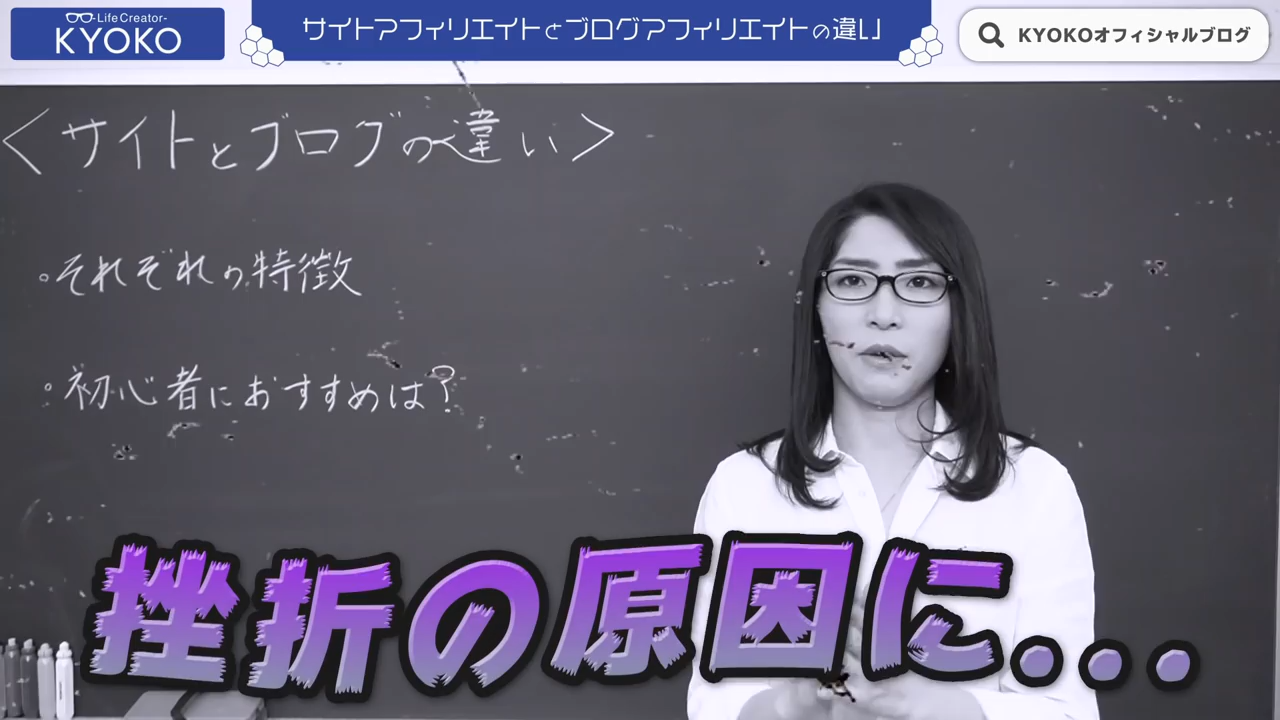 -Life Creator-
KYOKO
サイトアフィリエイトとブログアフィリエイトの違い
KYOKOオフィシャルブログ
＜サイトとブログの違い＞
・それぞれの特徴
・初心者におすすめは?
挫折の原因に...